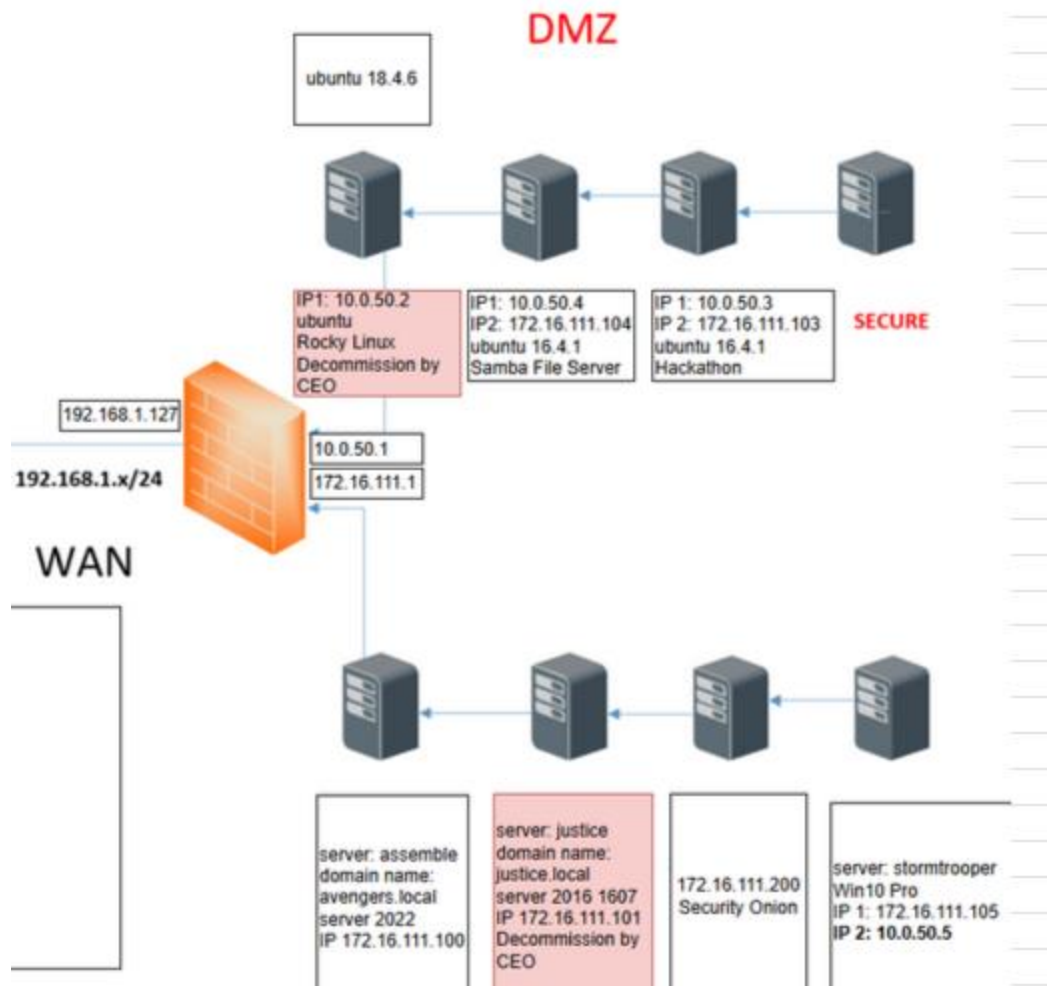 DMZ
ubuntu 18.4.6
IP1: 10.0.50.2
ubuntu
Rocky Linux
Decommission by
CEO
IP1: 10.0.50.4
IP2: 172.16.111.104
ubuntu 16.4.1
Samba File Server
IP 1: 10.0.50.3
IP 2: 172.16.111.103
ubuntu 16.4.1
Hackathon
SECURE
192.168.1.127
10.0.50.1
192.168.1.x/24
172.16.111.1
WAN
server: assemble
domain name:
avengers.local
server 2022
IP 172.16.111.100
server: justice
domain name:
justice.local
server 2016 1607
IP 172.16.111.101
Decommission by
CEO
172.16.111.200
Security Onion
server: stormtrooper
Win10 Pro
IP 1: 172.16.111.105
IP 2: 10.0.50.5